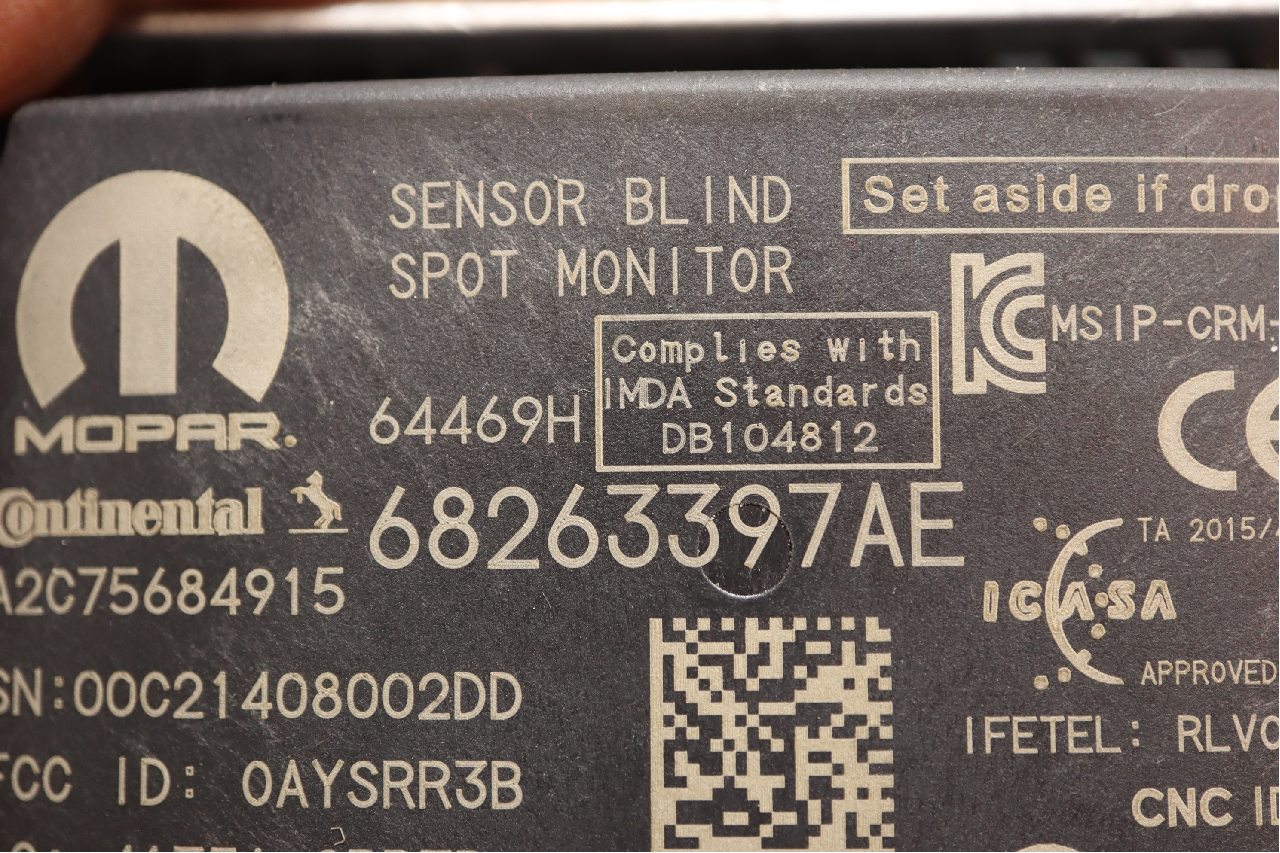 SENSOR BLIND
SPOT MONITOR
Set aside if
MOPAR.
64469H
Complies with
IMDA Standards
DB104812
MSIP-CRM-
CE
Continental
68263397AE
A2C75684915
TA 2015/
ICASA
APPROVED
SN:00C21408002DD
IFETEL: RLVC
FCC ID: OAYSRR3B
CNC ID